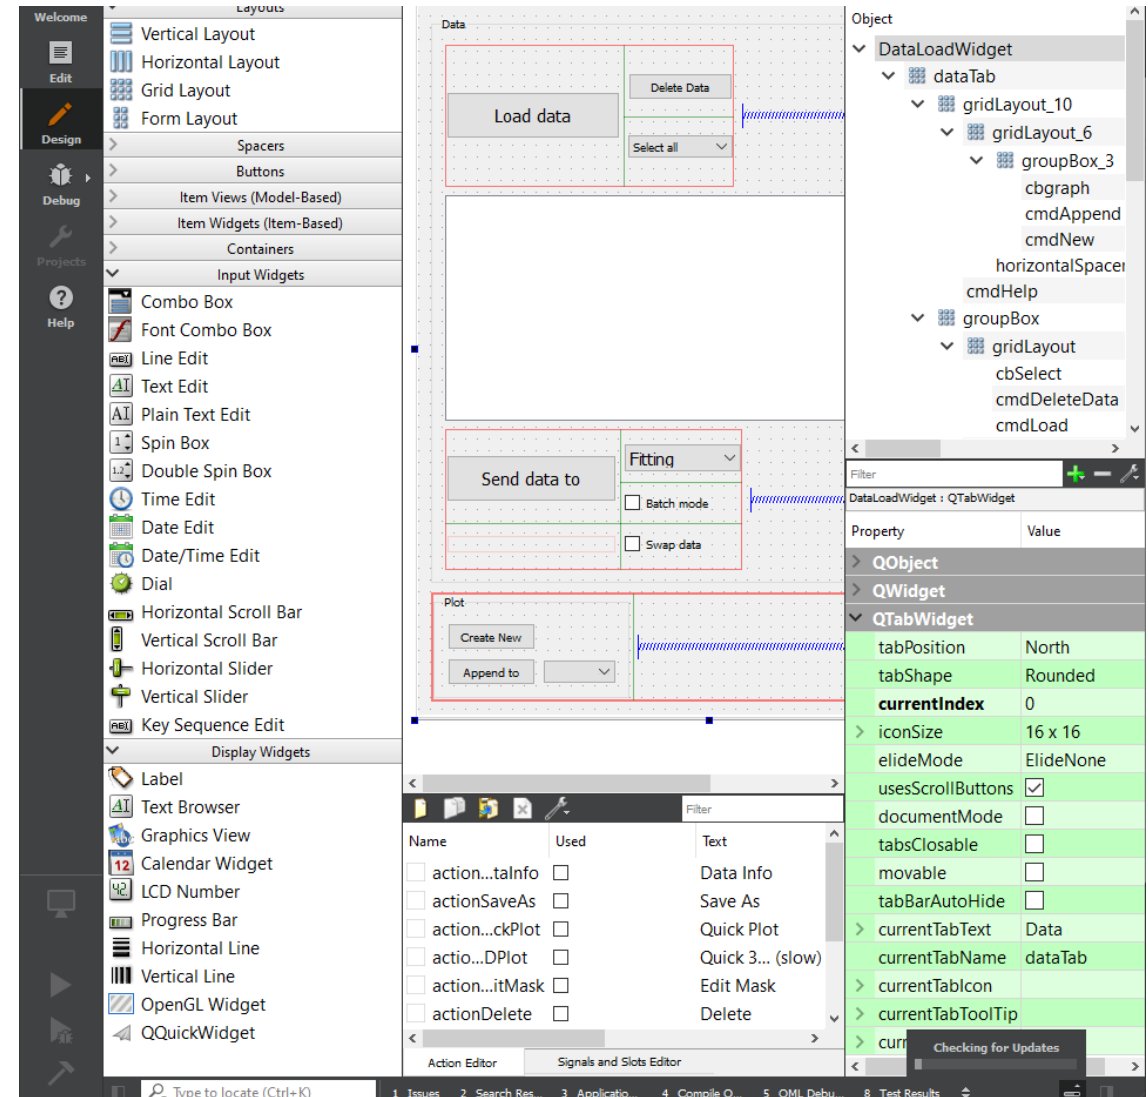 Welcome
Edit
Design
Debug
Projects
Help
Layouts
Vertical Layout
Horizontal Layout
Grid Layout
Form Layout
Spacers
Buttons
Item Views (Model-Based)
Item Widgets (Item-Based)
Containers
Input Widgets
Combo Box
Font Combo Box
Line Edit
Text Edit
Plain Text Edit
Spin Box
Double Spin Box
Time Edit
Date Edit
Date/Time Edit
Dial
Horizontal Scroll Bar
Vertical Scroll Bar
Horizontal Slider
Vertical Slider
Key Sequence Edit
Display Widgets
Label
Text Browser
Graphics View
Calendar Widget
LCD Number
Progress Bar
Horizontal Line
Vertical Line
OpenGL Widget
QQuickWidget
Data
Load data
Delete Data
Select all
Send data to
Fitting
Batch mode
Swap data
Plot
Create New
Append to
Filter
Name Used Text
action...taInfo Data Info
actionSaveAs Save As
action...ckPlot Quick Plot
actio...DPlot Quick 3... (slow)
action...itMask Edit Mask
actionDelete Delete
Action Editor Signals and Slots Editor
Object
DataLoadWidget
dataTab
gridLayout_10
gridLayout_6
groupBox_3
cbgraph
cmdAppend
cmdNew
horizontalSpacer
cmdHelp
groupBox
gridLayout
cbSelect
cmdDeleteData
cmdLoad
Filter
DataLoadWidget : QTabWidget
Property Value
QObject
QWidget
QTabWidget
tabPosition North
tabShape Rounded
currentIndex 0
iconSize 16 x 16
elideMode ElideNone
usesScrollButtons
documentMode
tabsClosable
movable
tabBarAutoHide
currentTabText Data
currentTabName dataTab
currentTabIcon
currentTabToolTip
curr
Checking for Updates
Type to locate (Ctrl+K)
1 Issues 2 Search Res... 3 Applicatio... 4 Compile O... 5 QML Debu... 8 Test Results